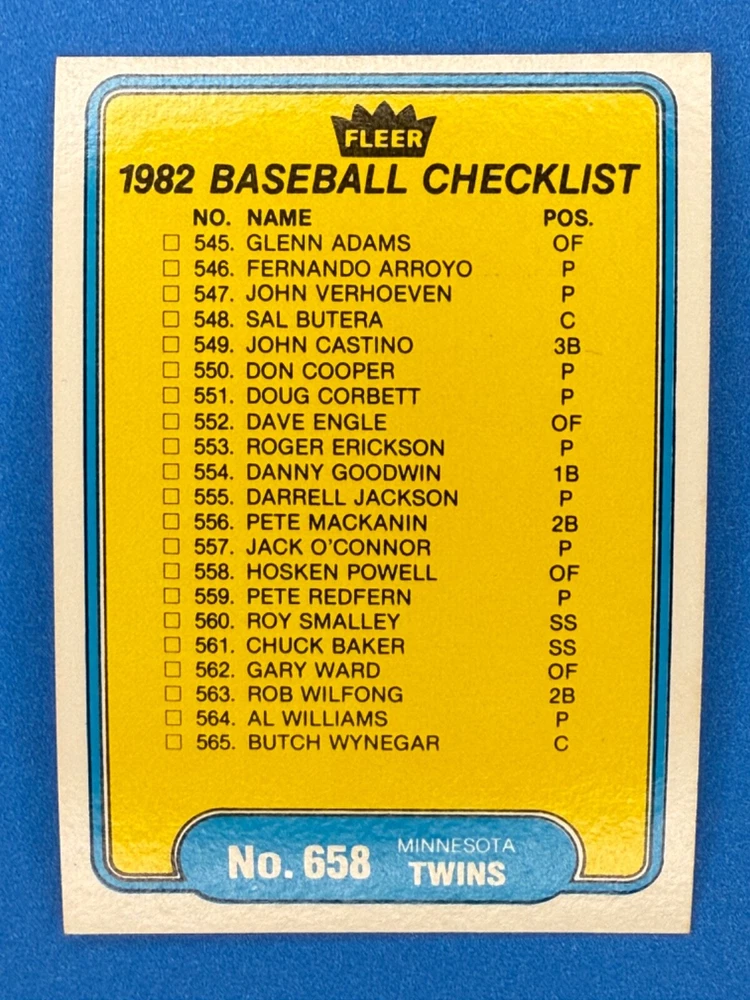 FLEER
1982 BASEBALL CHECKLIST
NO. NAME POS.
545. GLENN ADAMS OF
546. FERNANDO ARROYO P
547. JOHN VERHOEVEN P
548. SAL BUTERA C
549. JOHN CASTINO 3B
550. DON COOPER P
551. DOUG CORBETT P
552. DAVE ENGLE OF
553. ROGER ERICKSON P
554. DANNY GOODWIN 1B
555. DARRELL JACKSON P
556. PETE MACKANIN 2B
557. JACK O'CONNOR P
558. HOSKEN POWELL OF
559. PETE REDFERN P
560. ROY SMALLEY SS
561. CHUCK BAKER SS
562. GARY WARD OF
563. ROB WILFONG 2B
564. AL WILLIAMS P
565. BUTCH WYNEGAR C
No. 658
MINNESOTA
TWINS